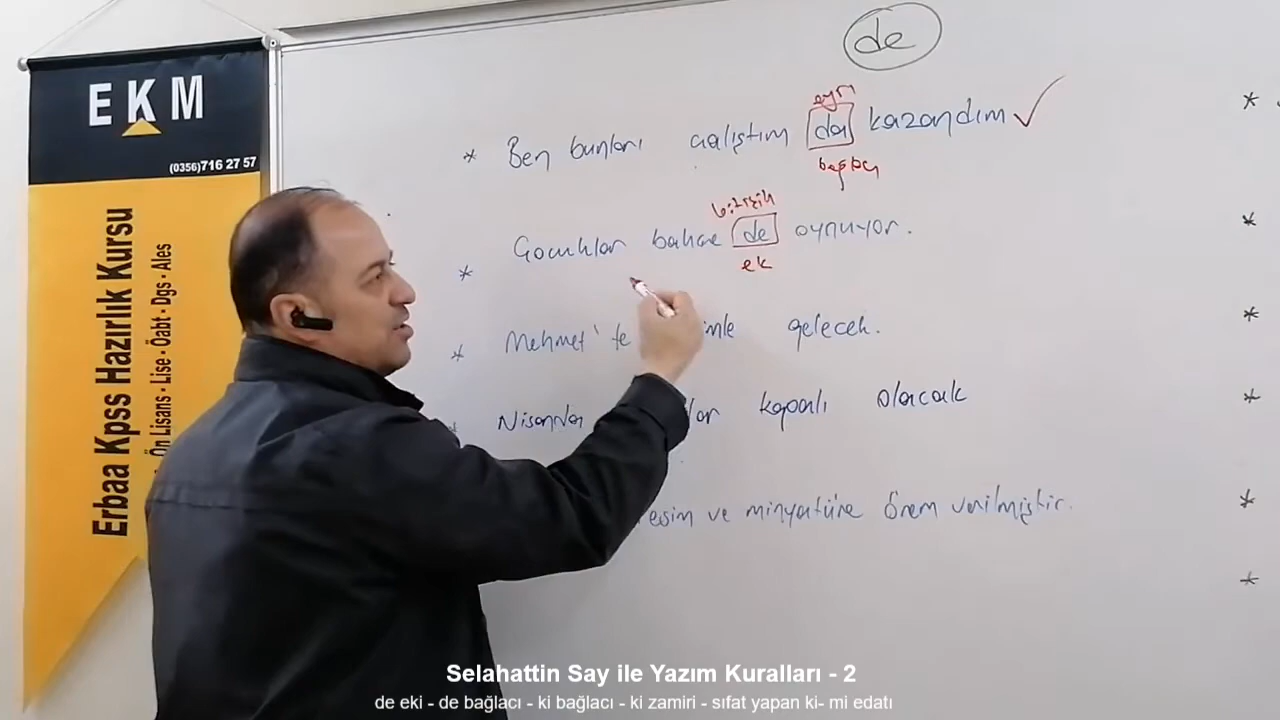 EKM
(0356)716 27 57
Erbaa Kpss Hazırlık Kursu
Ön Lisans - Lise - Öabt - Dgs - Ales
de
* Ben bunları çalıştım da kazandım ✓
ayrı
bağlaç
* Çocuklar bahçe de oynuyor.
bitişik
ek
* Mehmet'te imle gelecek.
* Nisanda lar kapalı olacak
resim ve minyatüre önem verilmiştir.
*
*
*
*
*
*
Selahattin Say ile Yazım Kuralları - 2
de eki - de bağlacı - ki bağlacı - ki zamiri - sıfat yapan ki- mi edatı